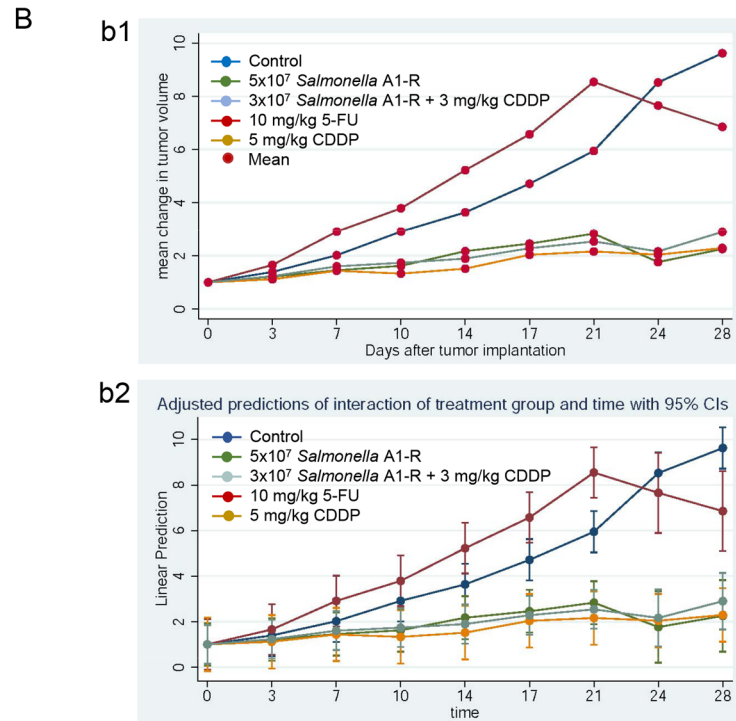 B
b1
10
8
6
4
2
0
mean change in tumor volume
Control
5x10⁷ Salmonella A1-R
3x10⁷ Salmonella A1-R + 3 mg/kg CDDP
10 mg/kg 5-FU
5 mg/kg CDDP
Mean
0 3 7 10 14 17 21 24 28
Days after tumor implantation
b2
Adjusted predictions of interaction of treatment group and time with 95% CIs
10
8
6
4
2
0
Linear Prediction
Control
5x10⁷ Salmonella A1-R
3x10⁷ Salmonella A1-R + 3 mg/kg CDDP
10 mg/kg 5-FU
5 mg/kg CDDP
0 3 7 10 14 17 21 24 28
time